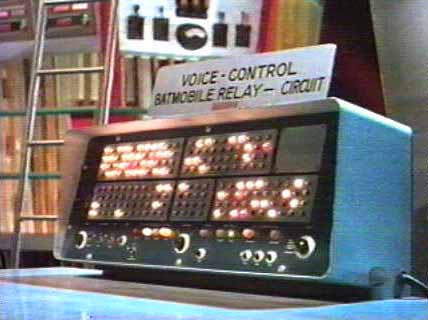 VOICE - CONTROL
BATMOBILE RELAY - CIRCUIT